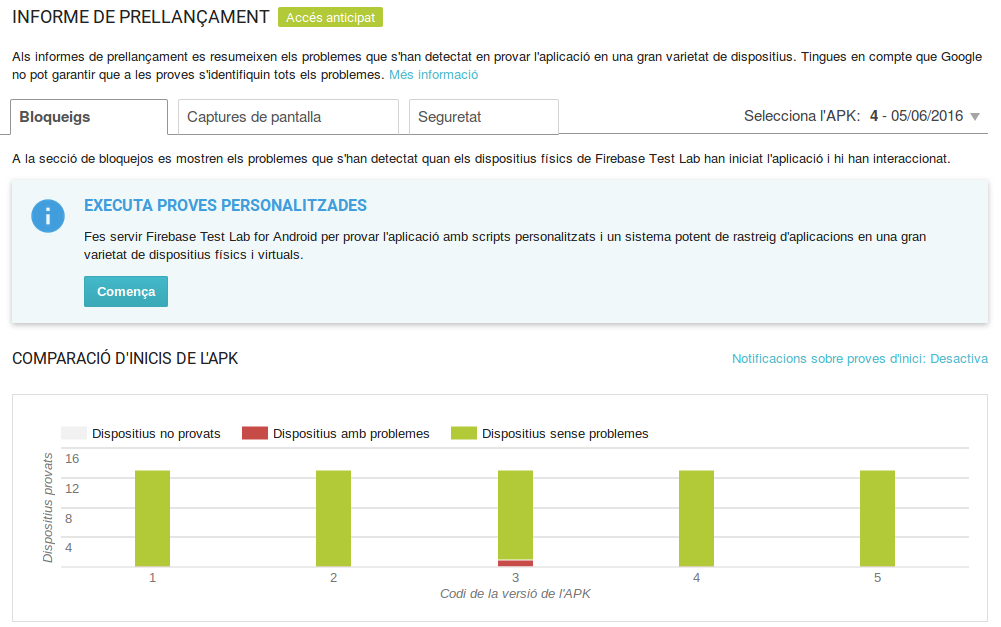 INFORME DE PRELLANÇAMENT Accés anticipat
Als informes de prellançament es resumeixen els problemes que s'han detectat en provar l'aplicació en una gran varietat de dispositius. Tingues en compte que Google
no pot garantir que a les proves s'identifiquin tots els problemes. Més informació
Bloqueigs Captures de pantalla Seguretat Selecciona l'APK: 4 - 05/06/2016
A la secció de bloquejos es mostren els problemes que s'han detectat quan els dispositius físics de Firebase Test Lab han iniciat l'aplicació i hi han interaccionat.
EXECUTA PROVES PERSONALITZADES
Fes servir Firebase Test Lab for Android per provar l'aplicació amb scripts personalitzats i un sistema potent de rastreig d'aplicacions en una gran
varietat de dispositius físics i virtuals.
Comença
COMPARACIÓ D'INICIS DE L'APK Notificacions sobre proves d'inici: Desactiva
Dispositius no provats Dispositius amb problemes Dispositius sense problemes
Dispositius provats
16
12
8
4
1 2 3 4 5
Codi de la versió de l'APK